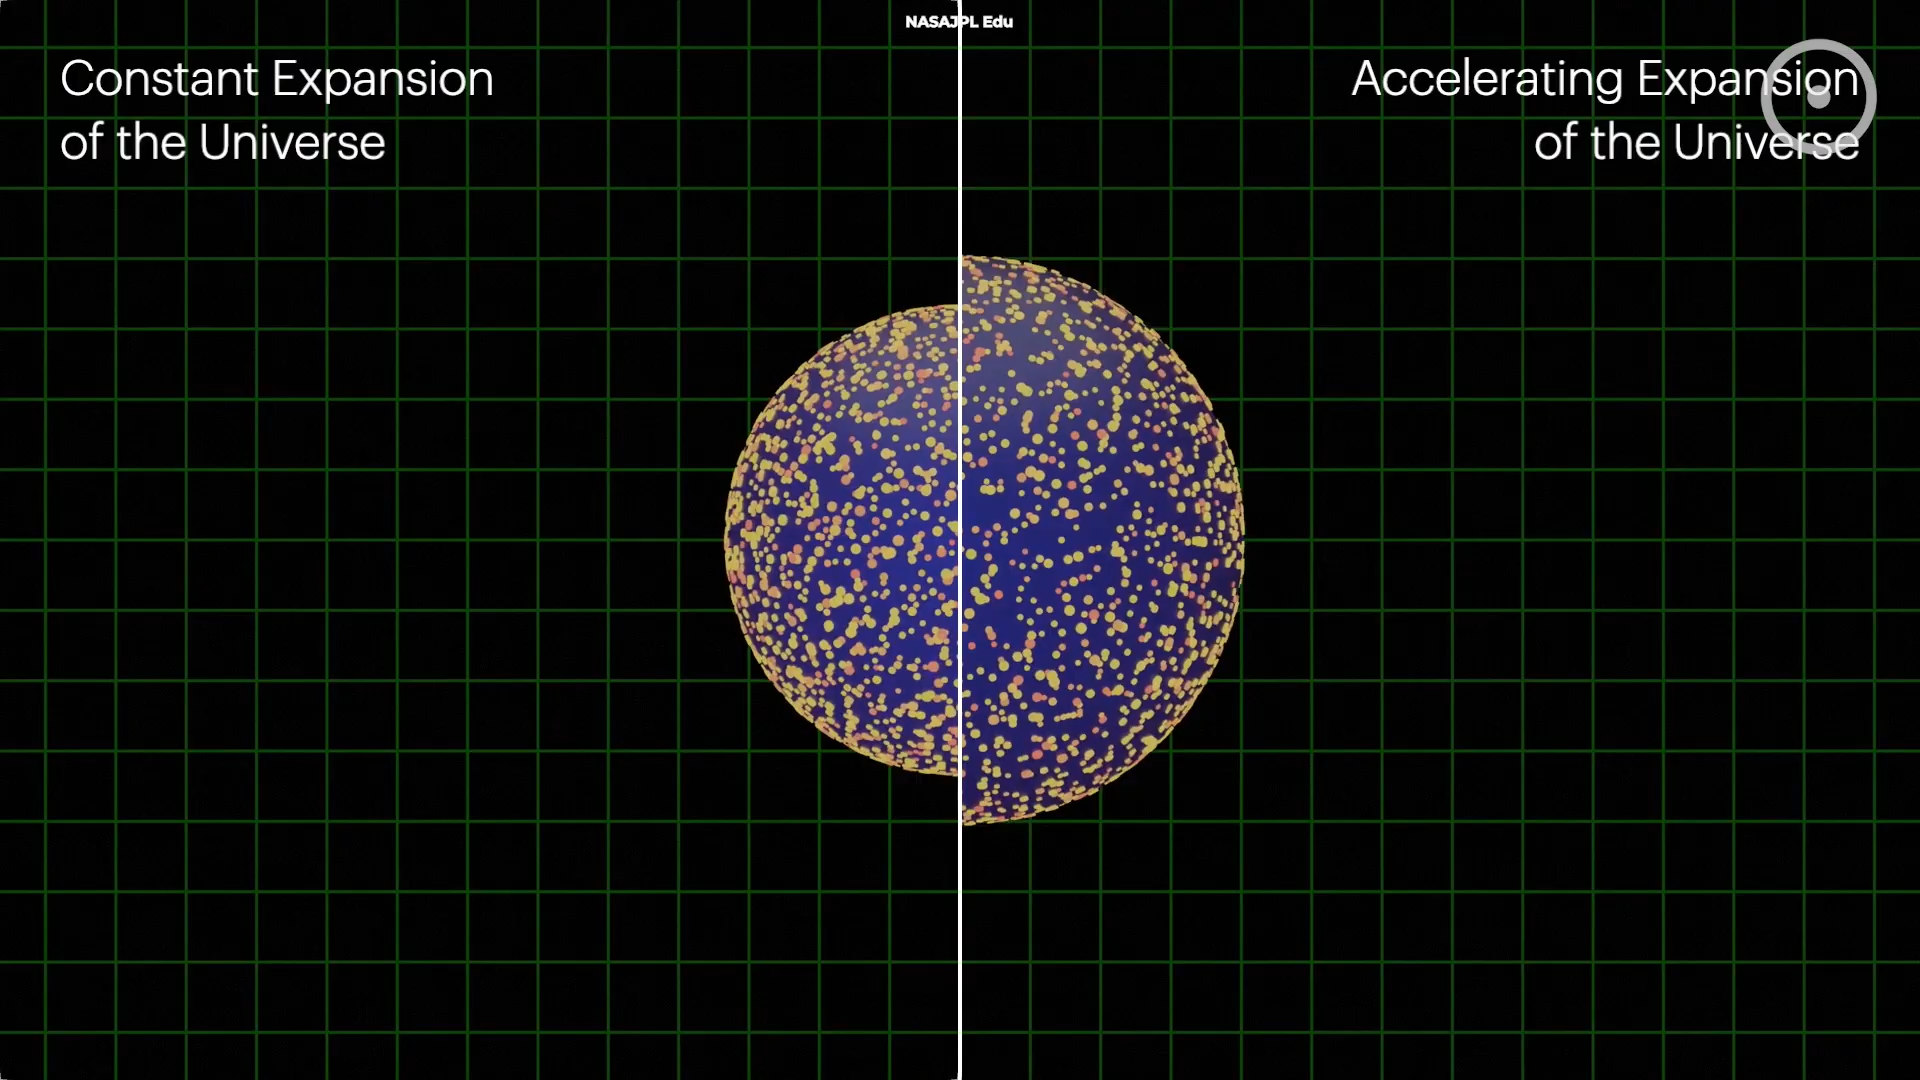 NASAJPL Edu
Constant Expansion
of the Universe
Accelerating Expansion
of the Universe